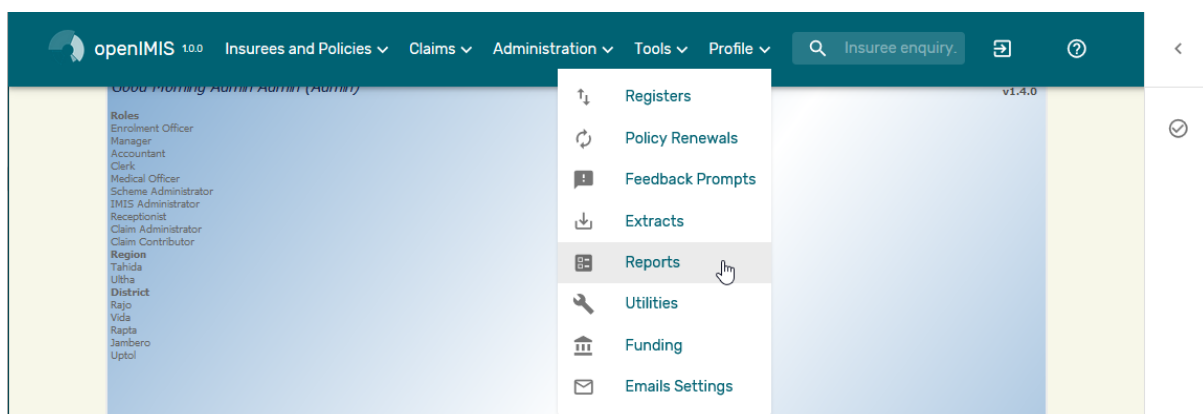 openIMIS 1.0.0 Insurees and Policies Claims Administration Tools Profile Insuree enquiry.
Good Morning Admin Admin (Admin)
v1.4.0
Roles
Enrolment Officer
Manager
Accountant
Clerk
Medical Officer
Scheme Administrator
IMIS Administrator
Receptionist
Claim Administrator
Claim Contributor
Region
Tahida
Ultha
District
Rajo
Vida
Rapta
Jambero
Uptol
Registers
Policy Renewals
Feedback Prompts
Extracts
Reports
Utilities
Funding
Emails Settings